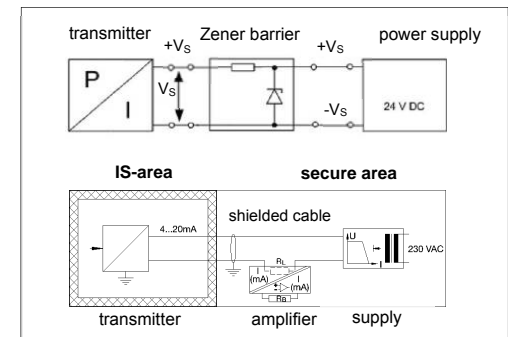 transmitter Zener barrier power supply
+VS +VS
P
VS
I
-VS
24 V DC
IS-area secure area
4...20mA shielded cable
U
I
230 VAC
RL
I (mA) I (mA)
RB
transmitter amplifier supply